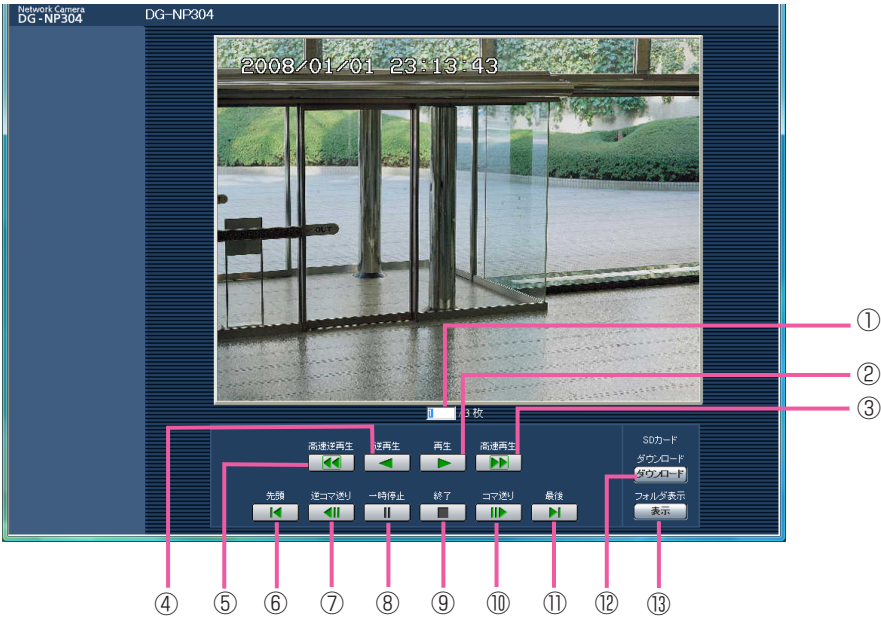 Network Camera
DG-NP304
DG-NP304
2008/01/01 23:13:43
OUT
①
②
1 /3 枚
③
④
高速逆再生 逆再生 再生 高速再生
SDカード
ダウンロード
ダウンロード
⑤
先頭 逆コマ送り 一時停止 終了 コマ送り 最後
フォルダ表示
表示
⑥ ⑦ ⑧ ⑨ ⑩ ⑪ ⑫ ⑬